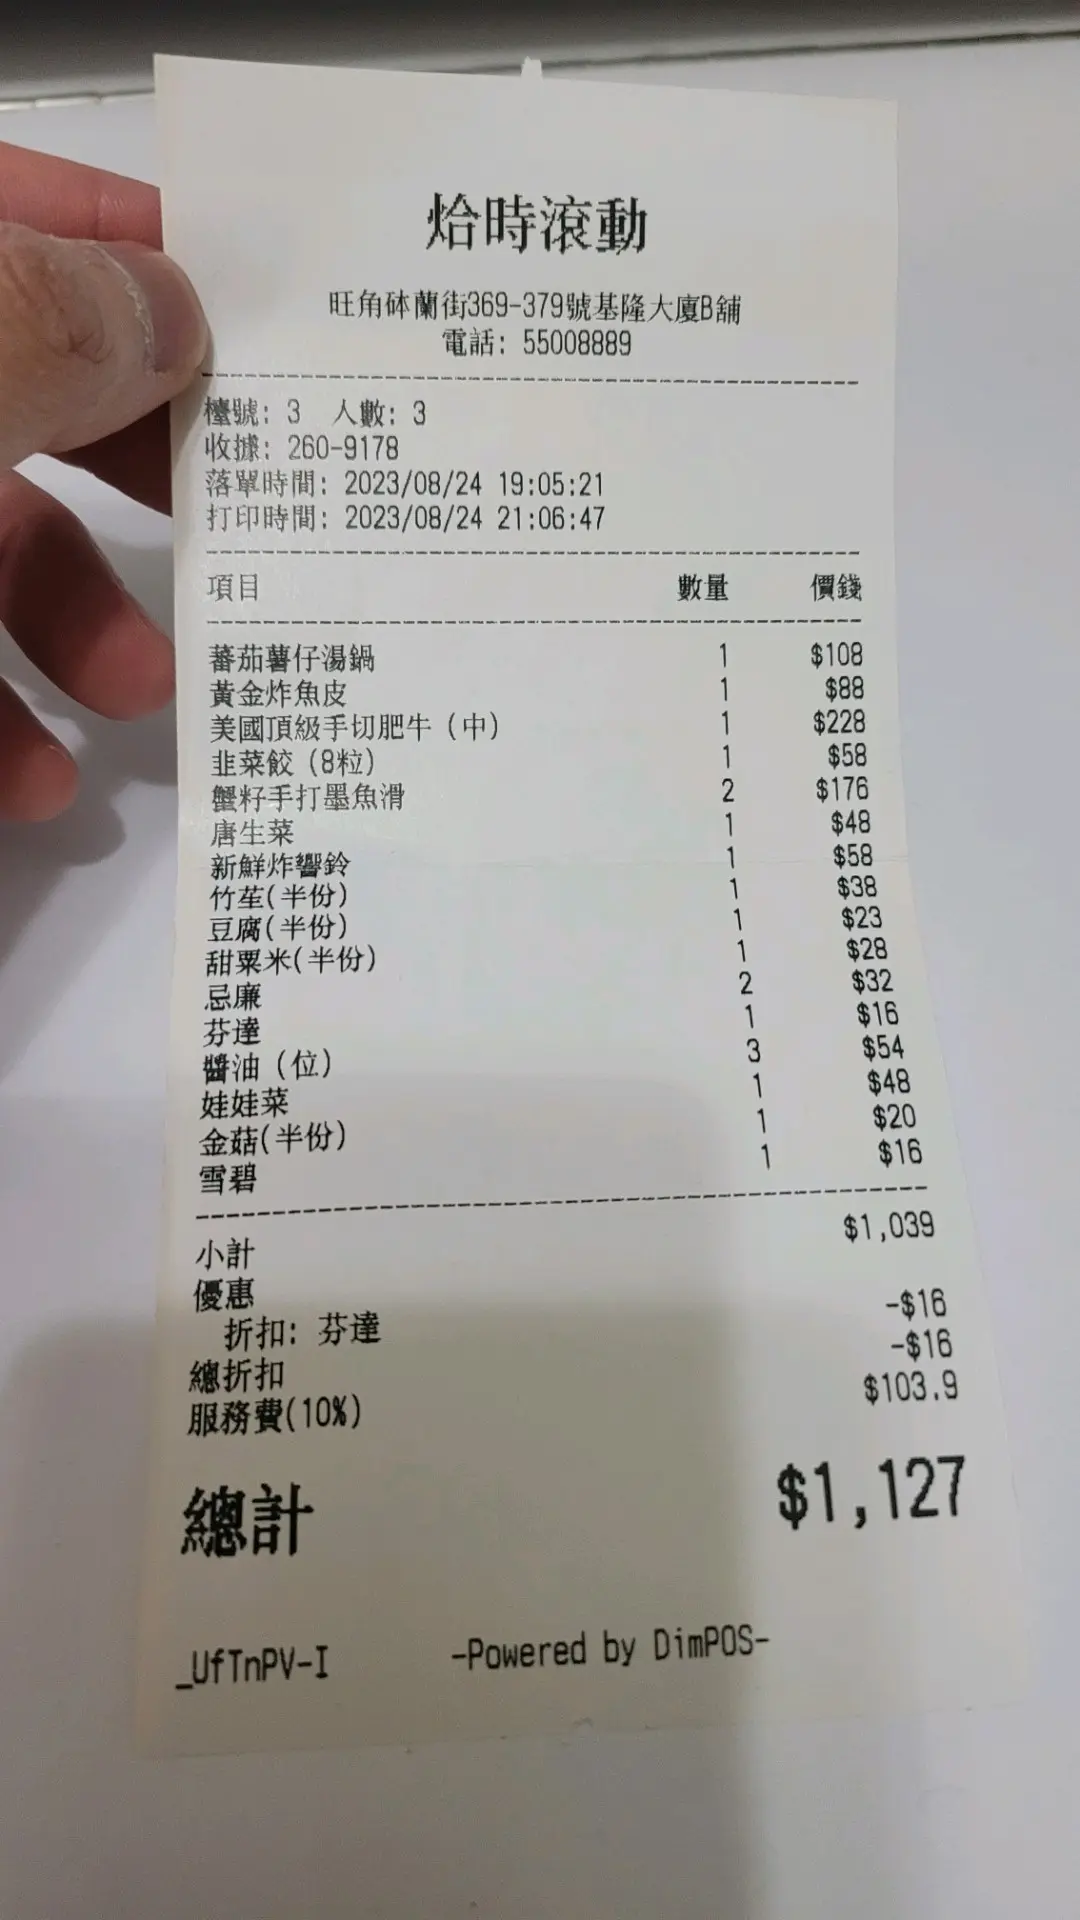 烚時滾動
旺角砵蘭街369-379號基隆大廈B舖
電話: 55008889
檯號: 3 人數: 3
收據: 260-9178
落單時間: 2023/08/24 19:05:21
打印時間: 2023/08/24 21:06:47
項目 數量 價錢
蕃茄薯仔湯鍋 1 $108
黃金炸魚皮 1 $88
美國頂級手切肥牛 (中) 1 $228
韭菜餃 (8粒) 1 $58
蟹籽手打墨魚滑 2 $176
唐生菜 1 $48
新鮮炸響鈴 1 $58
竹苼(半份) 1 $38
豆腐(半份) 1 $23
甜粟米(半份) 1 $28
忌廉 2 $32
芬達 1 $16
醬油 (位) 3 $54
娃娃菜 1 $48
金菇(半份) 1 $20
雪碧 1 $16
小計 $1,039
優惠
折扣: 芬達 -$16
總折扣 -$16
服務費(10%) $103.9
總計 $1,127
_UfTnPV-I -Powered by DimPOS-